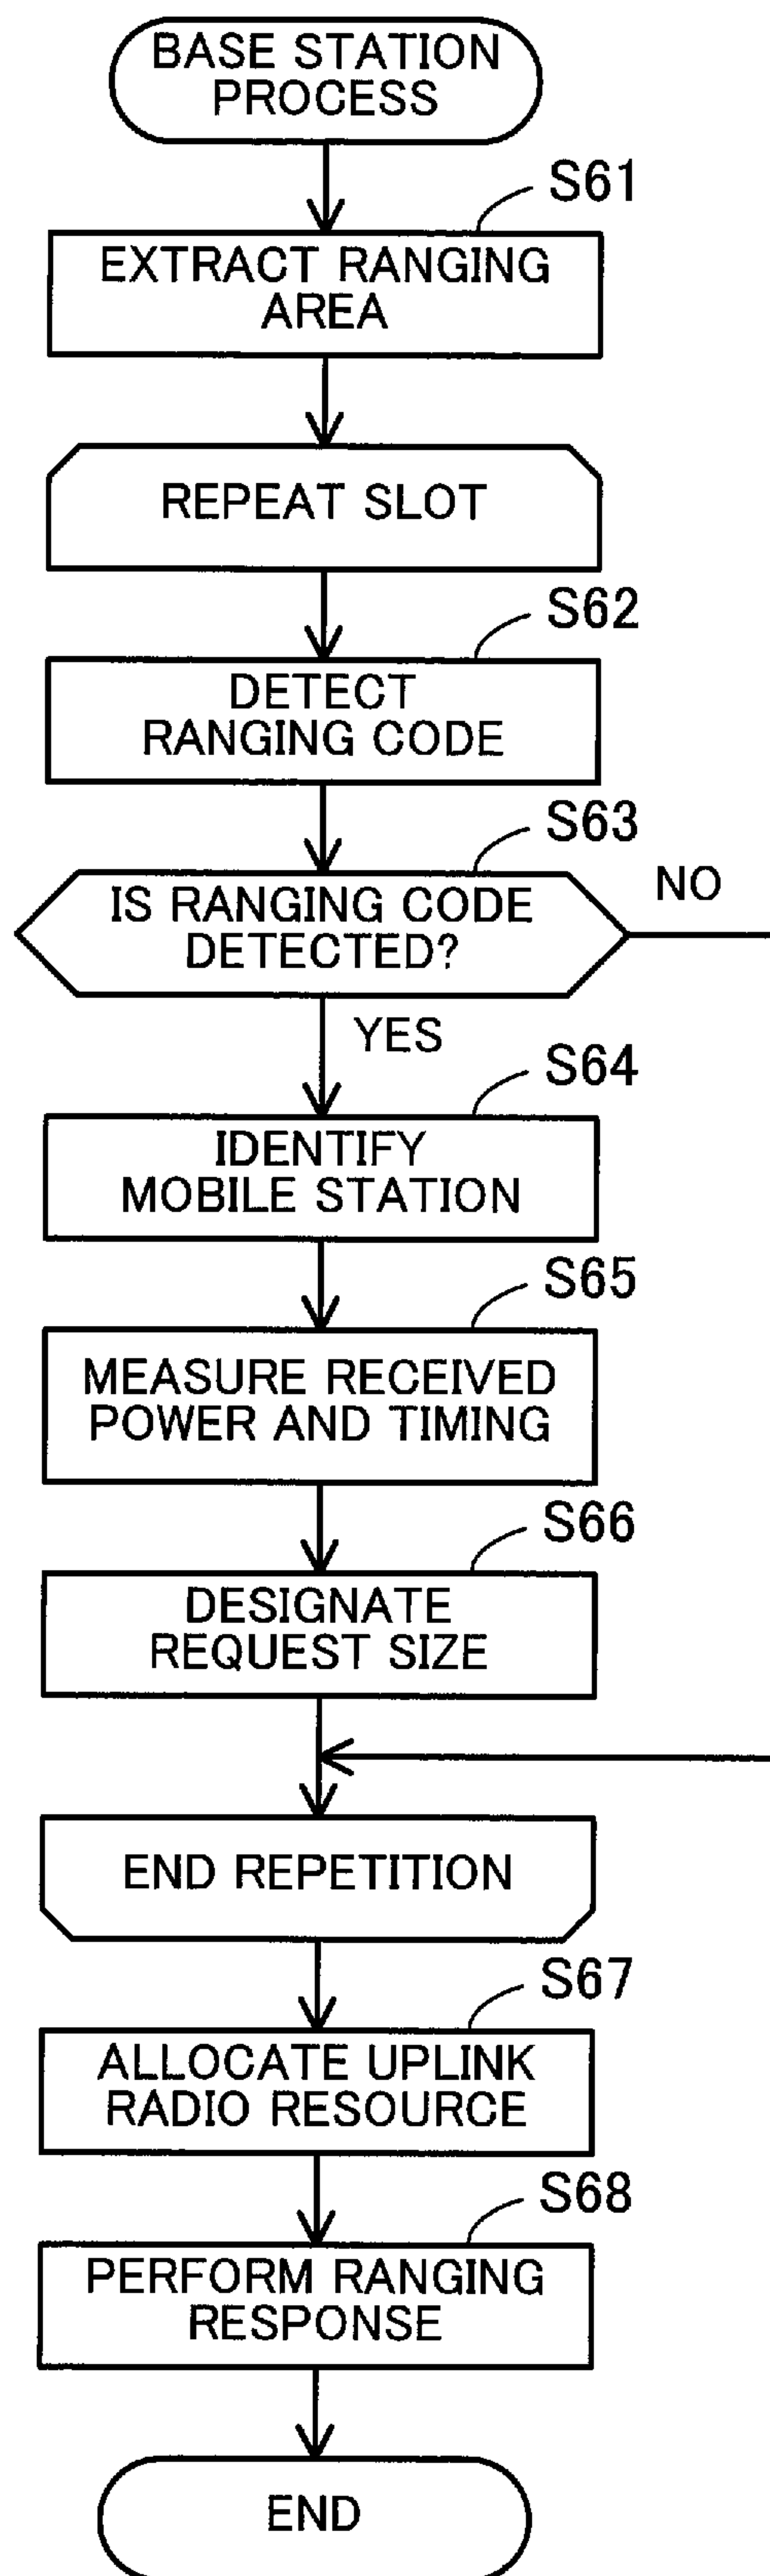 BASE STATION
PROCESS
S61
EXTRACT RANGING
AREA
REPEAT SLOT
S62
DETECT
RANGING CODE
S63
IS RANGING CODE
DETECTED?
NO
YES
S64
IDENTIFY
MOBILE STATION
S65
MEASURE RECEIVED
POWER AND TIMING
S66
DESIGNATE
REQUEST SIZE
END REPETITION
S67
ALLOCATE UPLINK
RADIO RESOURCE
S68
PERFORM RANGING
RESPONSE
END